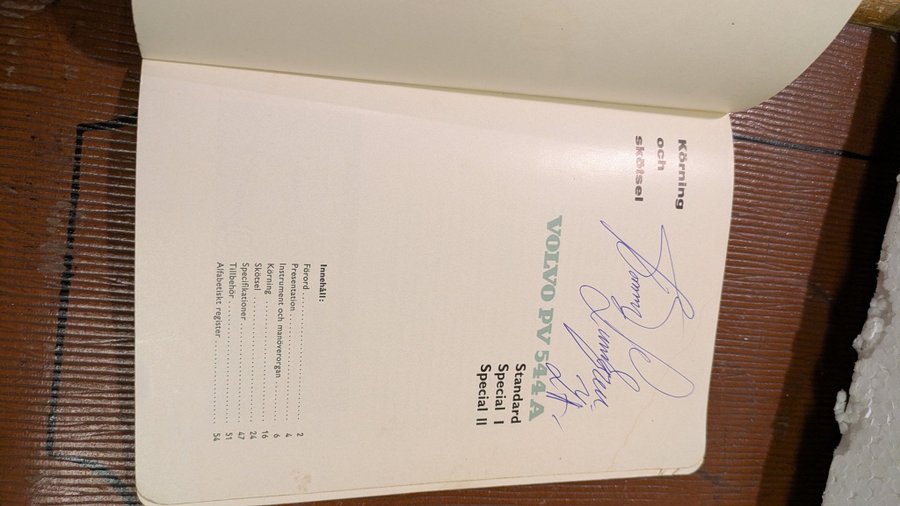 Körning
och
skötsel
VOLVO PV 544 A
Standard
Special I
Special II
Innehåll:
Förord 2
Presentation 4
Instrument och manöverorgan 6
Körning 16
Skötsel 24
Specifikationer 47
Tillbehör 51
Alfabetiskt register 54